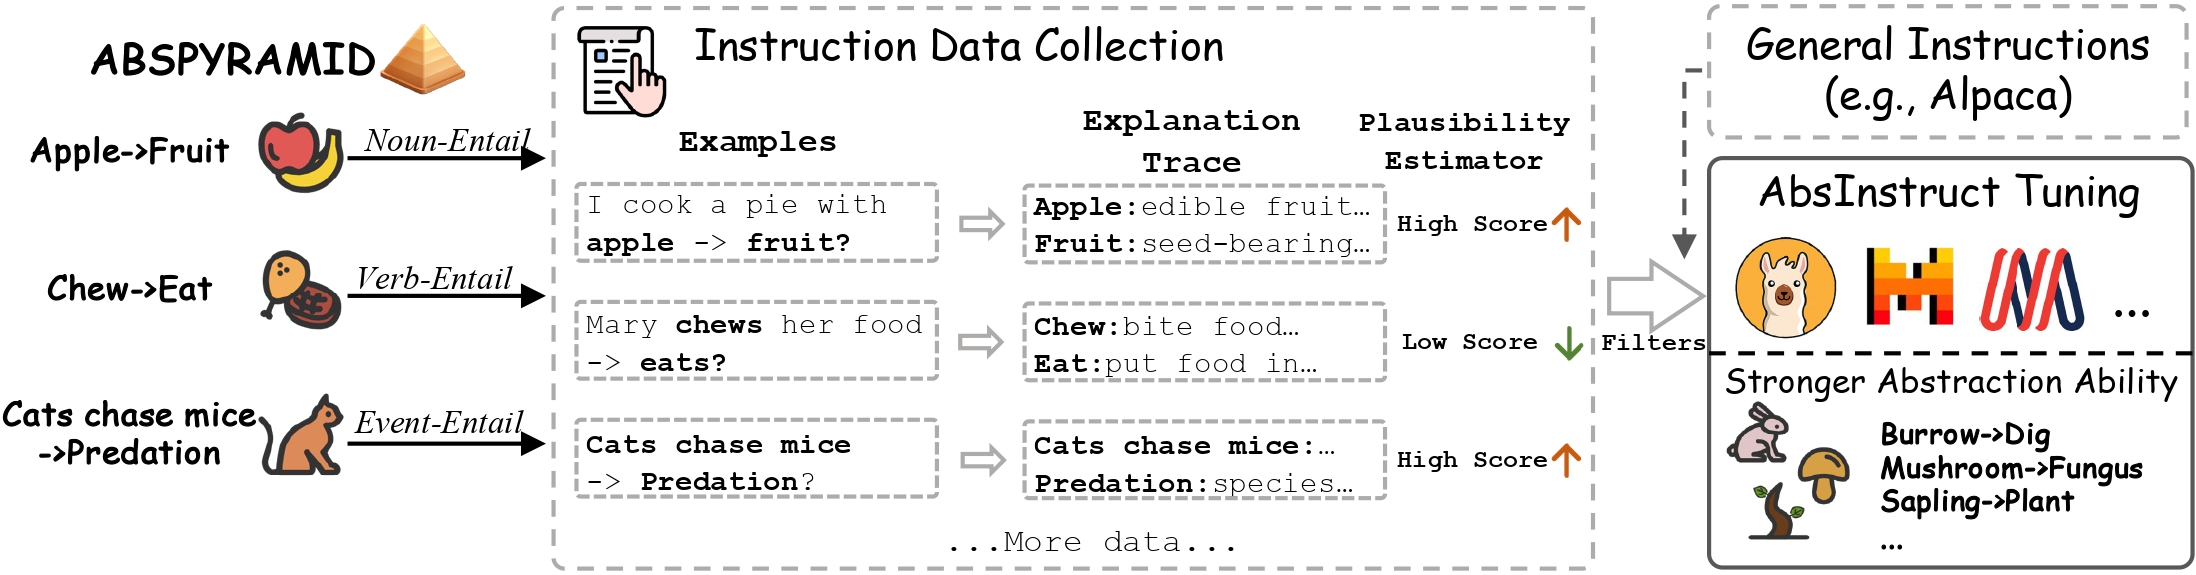 ABSPYRAMID
Apple->Fruit
Noun-Entail
Chew->Eat
Verb-Entail
Cats chase mice
->Predation
Event-Entail
Instruction Data Collection
Examples
Explanation
Trace
Plausibility
Estimator
I cook a pie with
apple -> fruit?
Apple:edible fruit…
Fruit:seed-bearing…
High Score
Mary chews her food
-> eats?
Chew:bite food…
Eat:put food in…
Low Score
Cats chase mice
-> Predation?
Cats chase mice:…
Predation:species…
High Score
...More data...
Filters
General Instructions
(e.g., Alpaca)
AbsInstruct Tuning
...
Stronger Abstraction Ability
Burrow->Dig
Mushroom->Fungus
Sapling->Plant
...